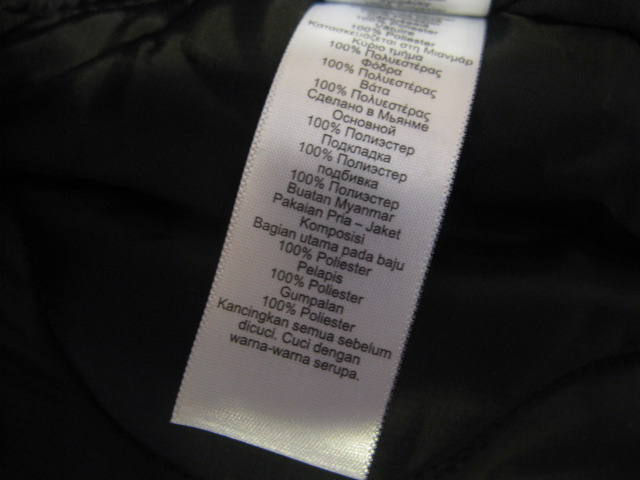 100% Poliester
Κατασκευάζεται στη Μιανμάρ
Κύριο τμήμα
100% Πολυεστέρας
Φόδρα
100% Πολυεστέρας
Βάτα
100% Πολυεστέρας
Сделано в Мьянме
Основной
100% Полиэстер
Подкладка
100% Полиэстер
подбивка
100% Полиэстер
Buatan Myanmar
Pakaian Pria – Jaket
Komposisi
Bagian utama pada baju
100% Poliester
Pelapis
100% Poliester
Gumpalan
100% Poliester
Kancingkan semua sebelum
dicuci. Cuci dengan
warna-warna serupa.